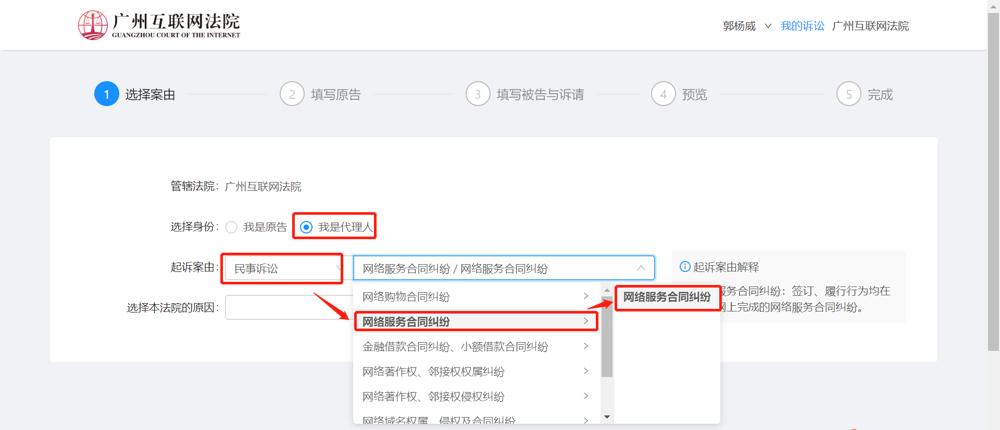 广州互联网法院
GUANGZHOU COURT OF THE INTERNET
郭杨威 我的诉讼 广州互联网法院
1 选择案由 2 填写原告 3 填写被告与诉请 4 预览 5 完成
管辖法院: 广州互联网法院
选择身份: 我是原告 我是代理人
起诉案由: 民事诉讼 网络服务合同纠纷 / 网络服务合同纠纷
起诉案由解释
务合同纠纷：签订、履行行为均在
上完成的网络服务合同纠纷。
选择本法院的原因:
网络购物合同纠纷
网络服务合同纠纷
网络服务合同纠纷
金融借款合同纠纷、小额借款合同纠纷
网络著作权、邻接权权属纠纷
网络著作权、邻接权侵权纠纷
网络域名权属、侵权及合同纠纷